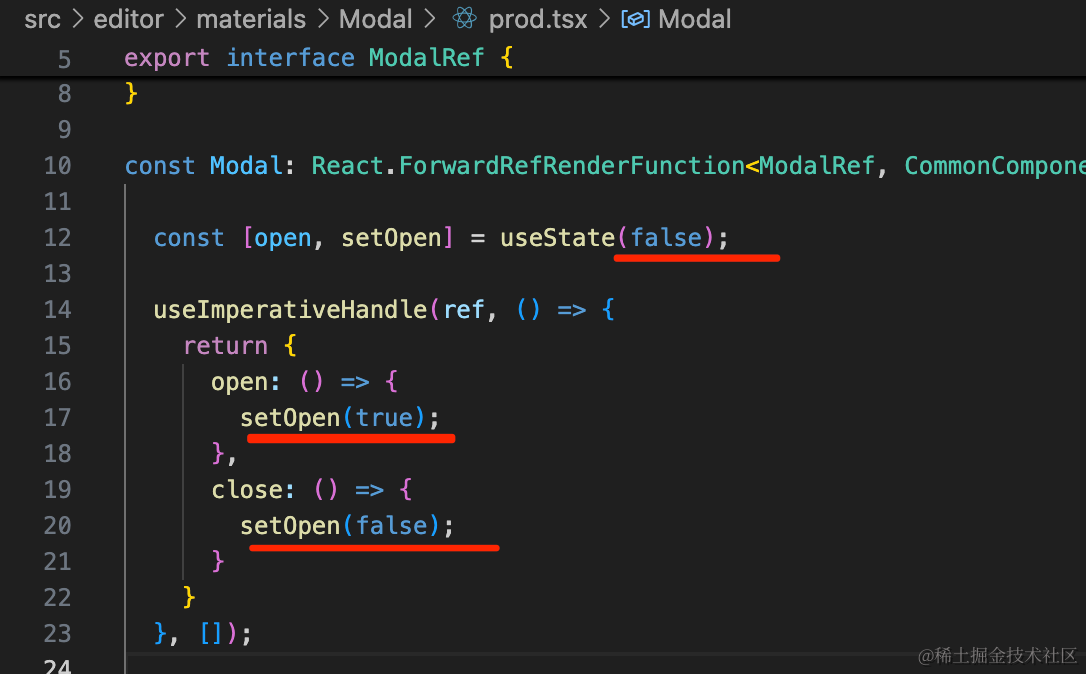 src > editor > materials > Modal > prod.tsx > Modal
5 export interface ModalRef {
8 }
9
10 const Modal: React.ForwardRefRenderFunction<ModalRef, CommonCompone
11
12 const [open, setOpen] = useState(false);
13
14 useImperativeHandle(ref, () => {
15 return {
16 open: () => {
17 setOpen(true);
18 },
19 close: () => {
20 setOpen(false);
21 }
22 }
23 }, []);
24
@稀土掘金技术社区